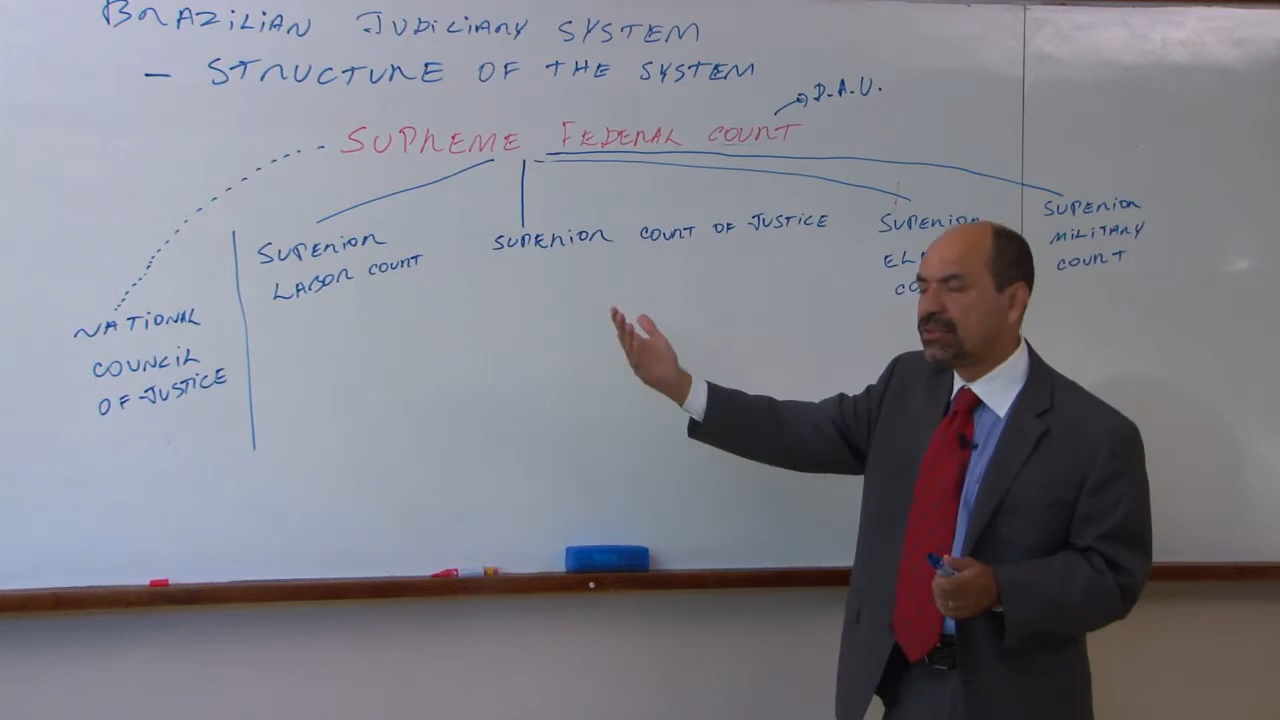 BRAZILIAN JUDICIARY SYSTEM
- STRUCTURE OF THE SYSTEM
D.A.U.
SUPREME FEDERAL COURT
SUPERIOR
LABOR COURT
SUPERIOR COURT OF JUSTICE
SUPERIOR
SUPERIOR
MILITARY
COURT
NATIONAL
COUNCIL
OF JUSTICE